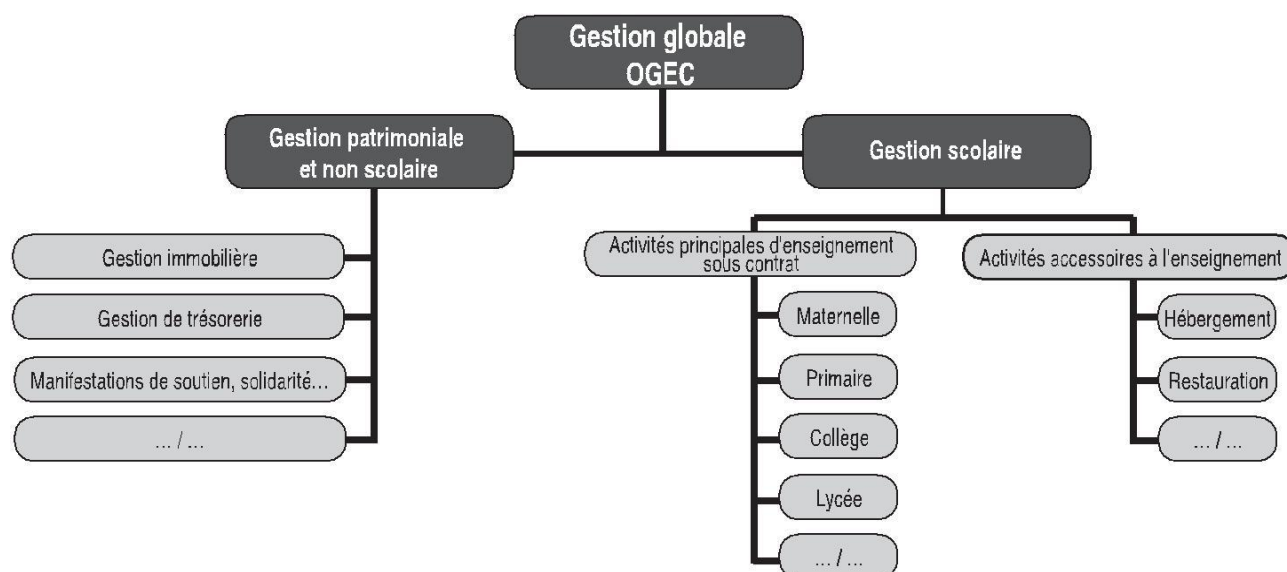 Gestion globale
OGEC
Gestion patrimoniale
et non scolaire
Gestion scolaire
Gestion immobilière
Gestion de trésorerie
Manifestations de soutien, solidarité...
... / ...
Activités principales d'enseignement
sous contrat
Maternelle
Primaire
Collège
Lycée
... / ...
Activités accessoires à l'enseignement
Hébergement
Restauration
... / ...